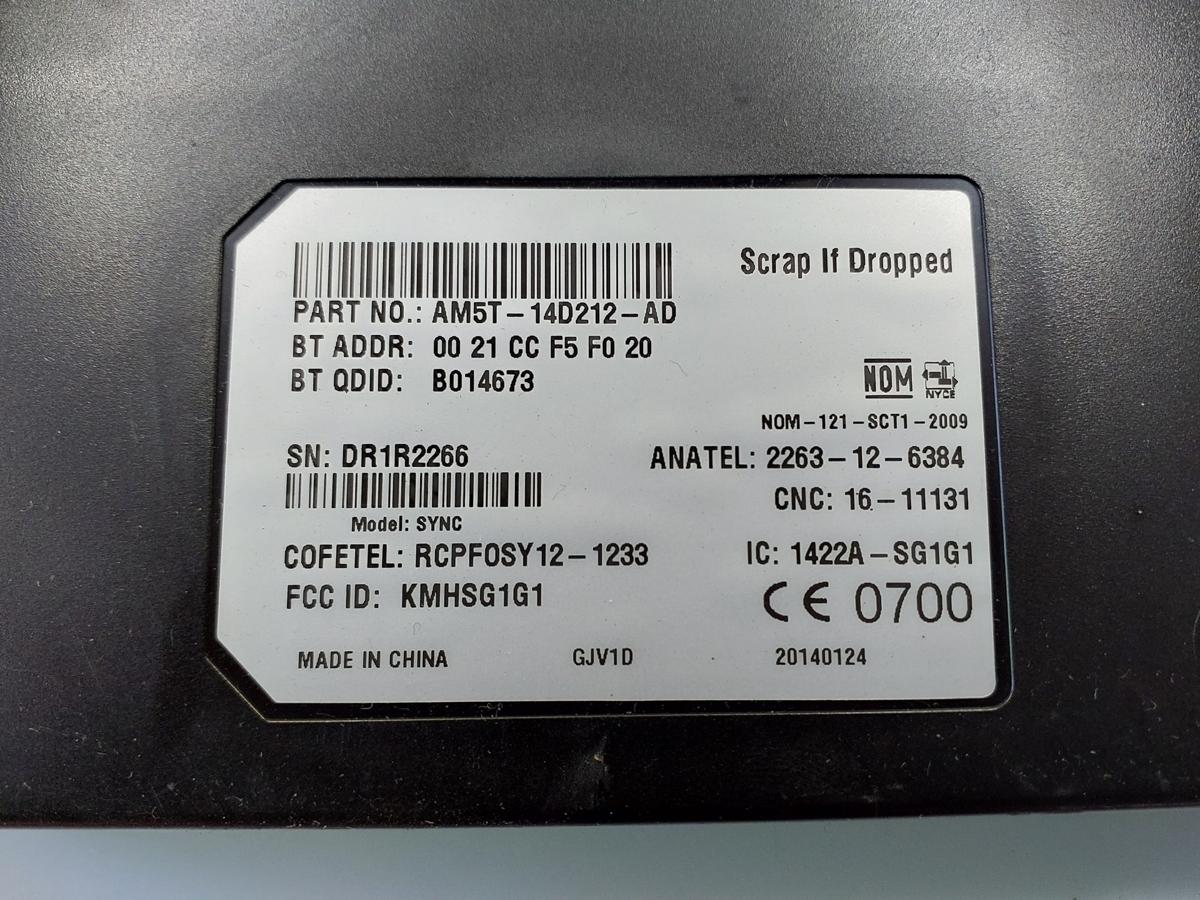 Scrap If Dropped
PART NO.: AM5T-14D212-AD
BT ADDR: 00 21 CC F5 F0 20
BT QDID: B014673
NOM
NYCE
NOM-121-SCT1-2009
SN: DR1R2266
ANATEL: 2263-12-6384
CNC: 16-11131
Model: SYNC
COFETEL: RCPFOSY12-1233
IC: 1422A-SG1G1
FCC ID: KMHSG1G1
CE 0700
MADE IN CHINA GJV1D 20140124